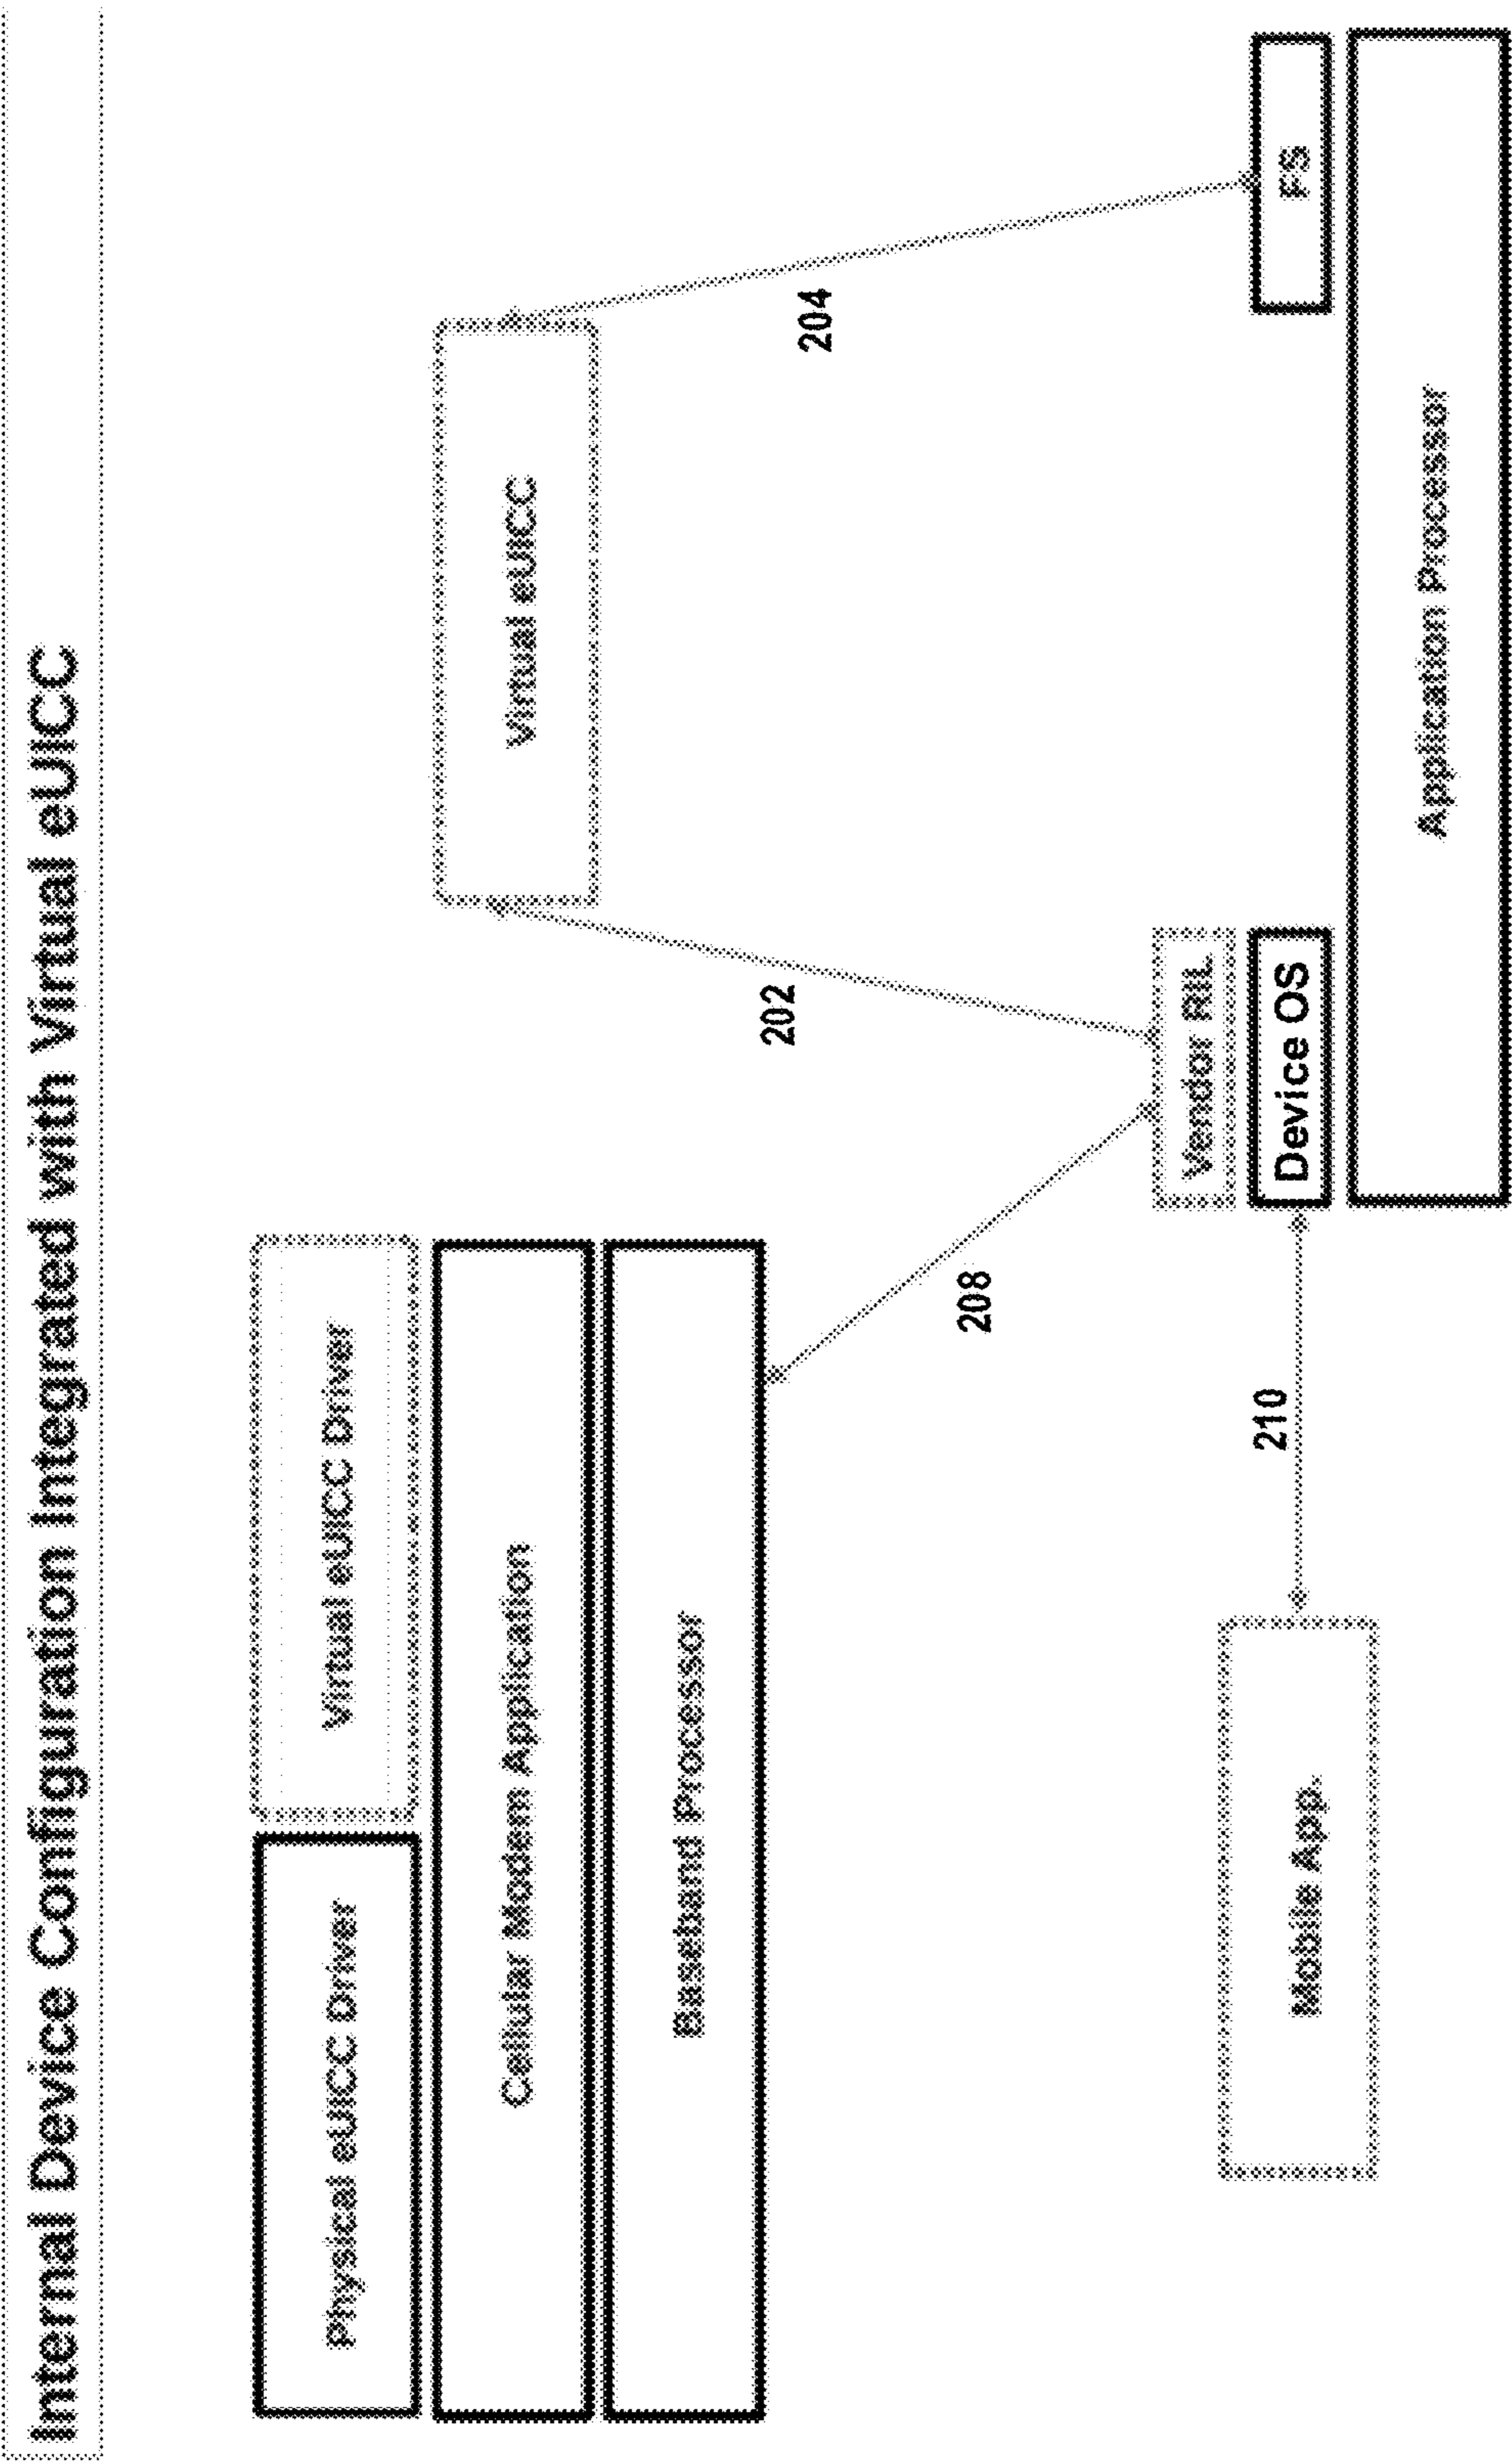 Internal Device Configuration Integrated with Virtual eUICC
Physical eUICC Driver
Virtual eUICC Driver
Cellular Modem Application
Virtual eUICC
Baseband Processor
202
204
208
Vendor RIL
210
Mobile App.
Device OS
FS
Application Processor